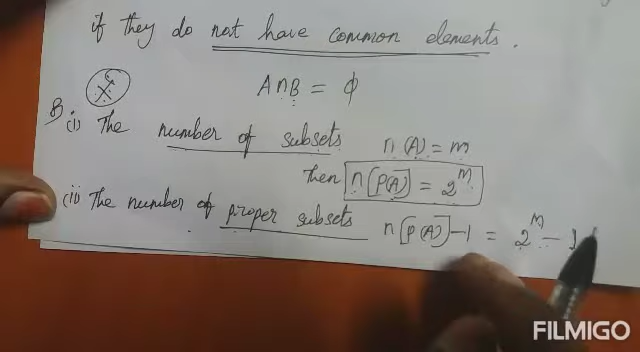 if they do not have common elements.
A∩B = ϕ
(i) The number of subsets n(A) = m
then n[P(A)] = 2^m
(ii) The number of proper subsets n[P(A)]-1 = 2^m - 1
FILMIGO